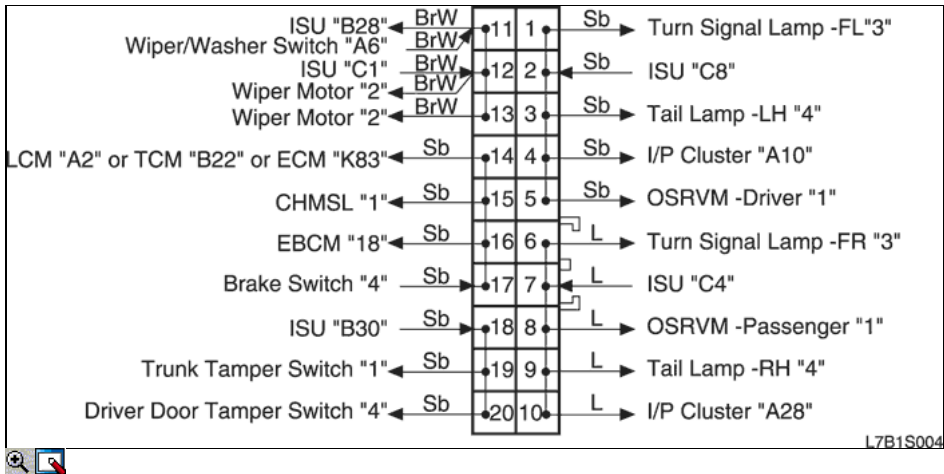 ISU "B28" BrW 11 1 Sb Turn Signal Lamp -FL"3"
Wiper/Washer Switch "A6" BrW
ISU "C1" BrW 12 2 Sb ISU "C8"
Wiper Motor "2" BrW
Wiper Motor "2" BrW 13 3 Sb Tail Lamp -LH "4"
LCM "A2" or TCM "B22" or ECM "K83" Sb 14 4 Sb I/P Cluster "A10"
CHMSL "1" Sb 15 5 Sb OSRVM -Driver "1"
EBCM "18" Sb 16 6 L Turn Signal Lamp -FR "3"
Brake Switch "4" Sb 17 7 L ISU "C4"
ISU "B30" Sb 18 8 L OSRVM -Passenger "1"
Trunk Tamper Switch "1" Sb 19 9 L Tail Lamp -RH "4"
Driver Door Tamper Switch "4" Sb 20 10 L I/P Cluster "A28"
L7B1S004